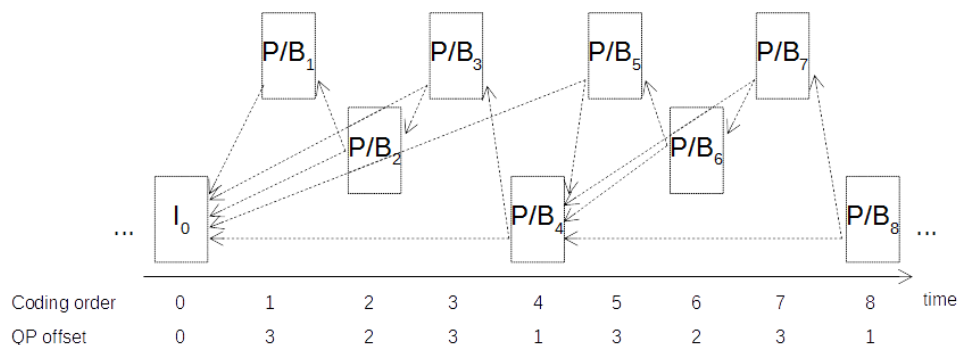 P/B1 P/B3 P/B5 P/B7
P/B2 P/B6
... I0 P/B4 P/B8 ...
Coding order 0 1 2 3 4 5 6 7 8 time
QP offset 0 3 2 3 1 3 2 3 1